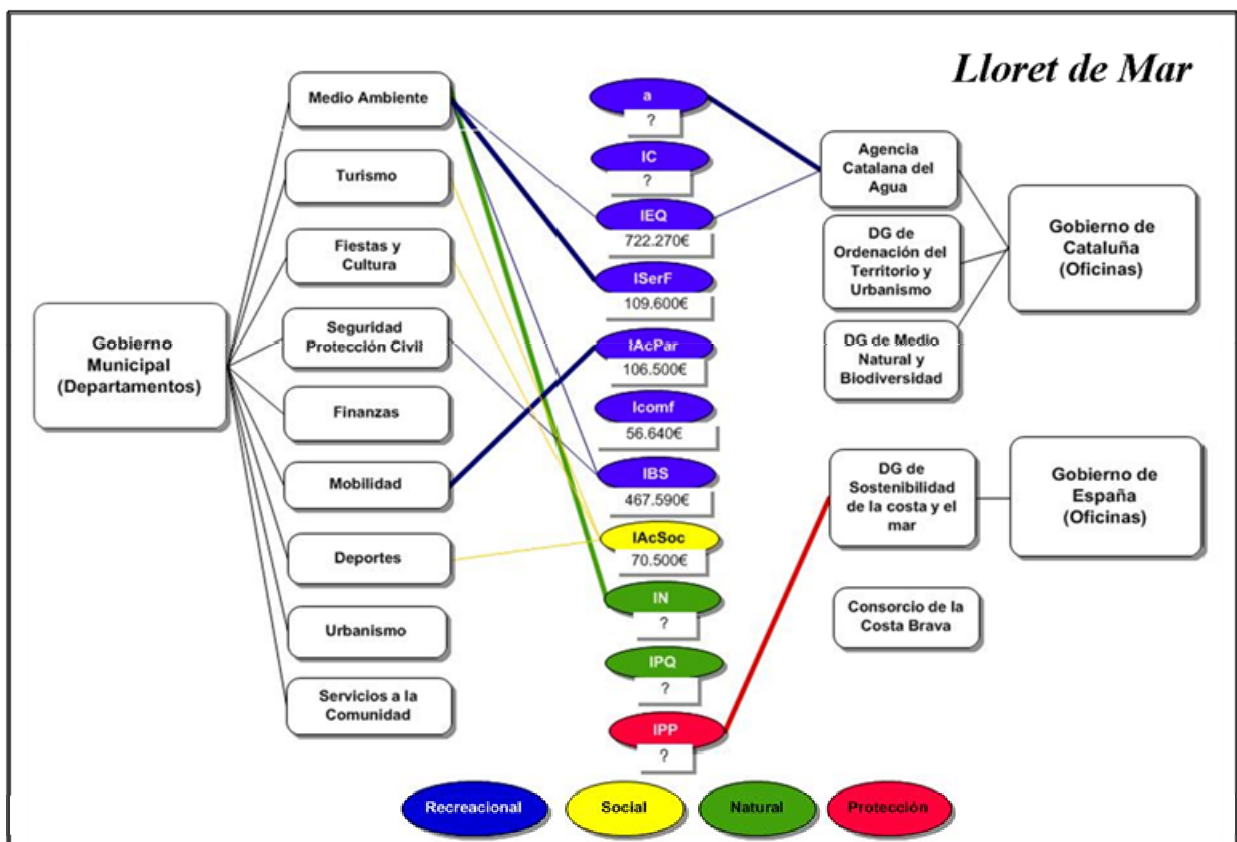 Lloret de Mar
Gobierno
Municipal
(Departamentos)
Medio Ambiente
Turismo
Fiestas y
Cultura
Seguridad
Protección Civil
Finanzas
Mobilidad
Deportes
Urbanismo
Servicios a la
Comunidad
a
?
IC
?
IEQ
722.270€
ISerF
109.600€
IAcPar
106.500€
Icomf
56.640€
IBS
467.590€
IAcSoc
70.500€
IN
?
IPQ
?
IPP
?
Agencia
Catalana del
Agua
DG de
Ordenación del
Territorio y
Urbanismo
DG de Medio
Natural y
Biodiversidad
DG de
Sostenibilidad
de la costa y el
mar
Consorcio de la
Costa Brava
Gobierno de
Cataluña
(Oficinas)
Gobierno de
España
(Oficinas)
Recreacional
Social
Natural
Protección